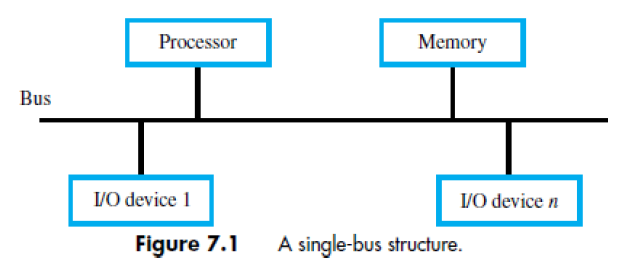 Processor
Memory
Bus
I/O device 1
I/O device n
Figure 7.1 A single-bus structure.